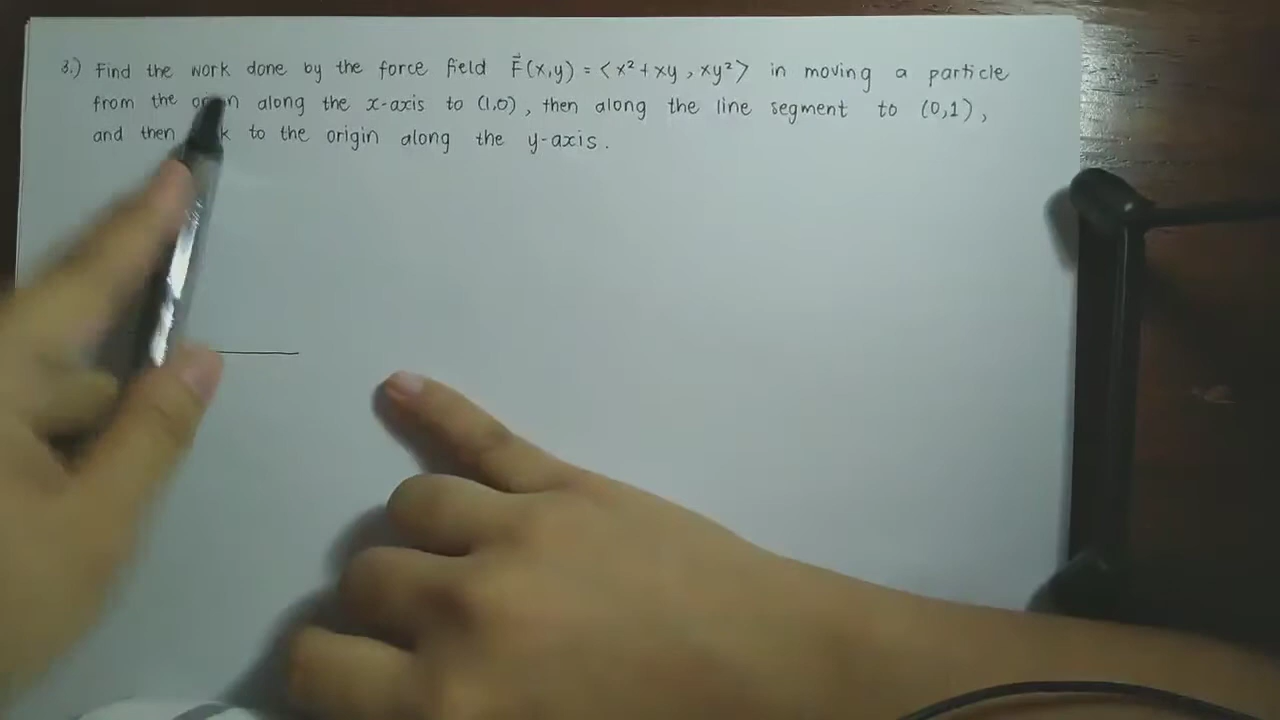 3.) Find the work done by the force field F⃗(x,y) = <x² + xy , xy²> in moving a particle
from the along the x-axis to (1,0), then along the line segment to (0,1),
and then to the origin along the y-axis.